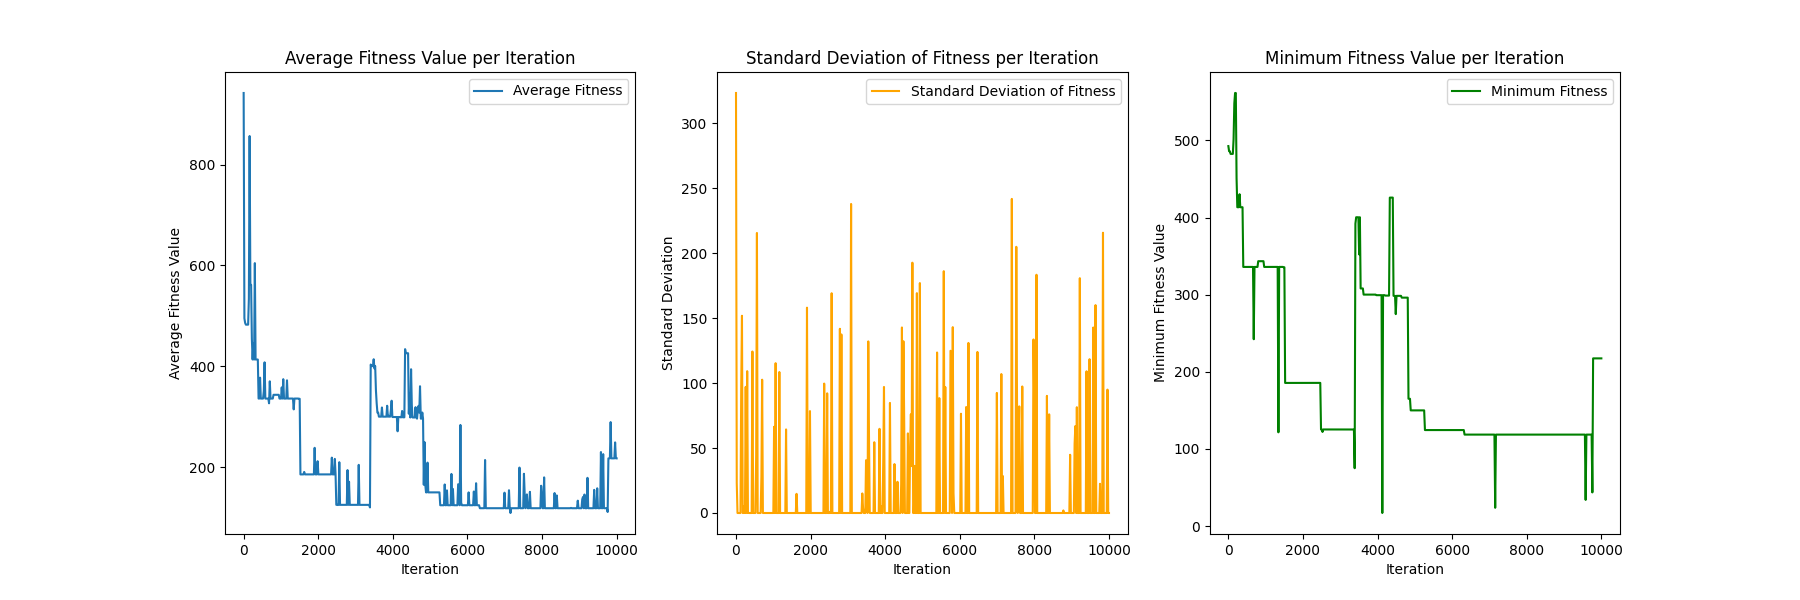 Average Fitness Value per Iteration
Average Fitness
Average Fitness Value
800
600
400
200
0 2000 4000 6000 8000 10000
Iteration
Standard Deviation of Fitness per Iteration
Standard Deviation of Fitness
Standard Deviation
300
250
200
150
100
50
0
0 2000 4000 6000 8000 10000
Iteration
Minimum Fitness Value per Iteration
Minimum Fitness
Minimum Fitness Value
500
400
300
200
100
0
0 2000 4000 6000 8000 10000
Iteration